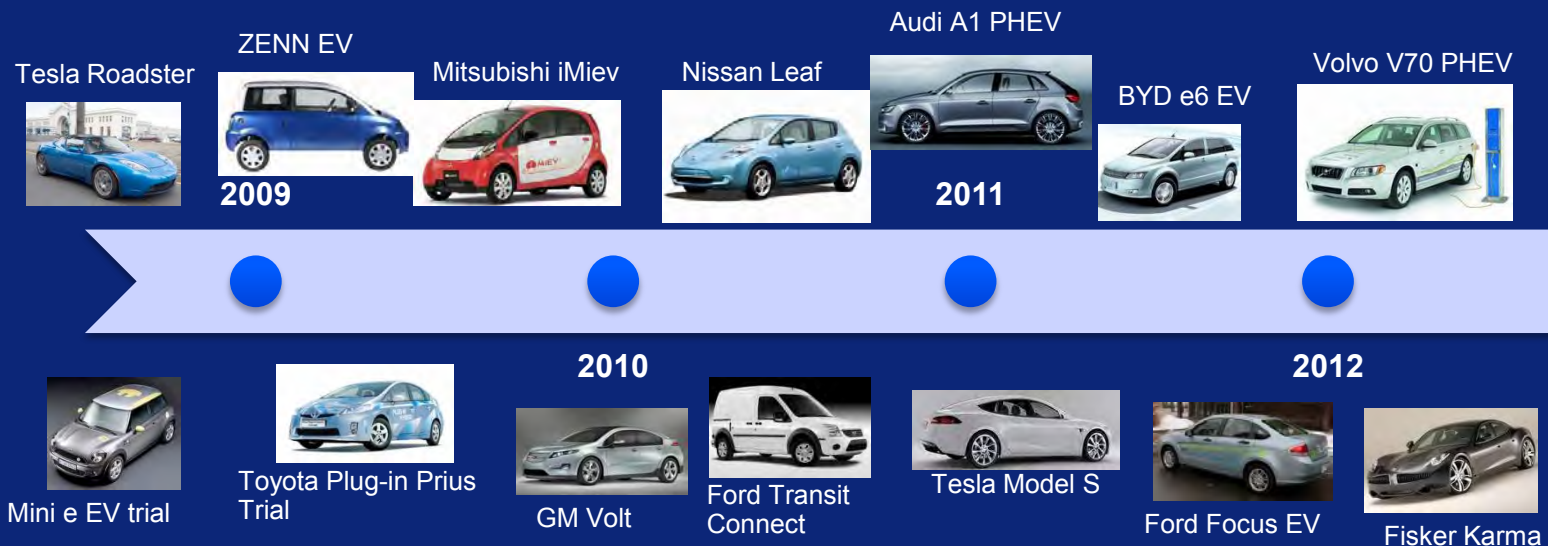 Tesla Roadster
ZENN EV
Mitsubishi iMiev
Nissan Leaf
Audi A1 PHEV
BYD e6 EV
Volvo V70 PHEV
2009
2011
2010
2012
Mini e EV trial
Toyota Plug-in Prius
Trial
GM Volt
Ford Transit
Connect
Tesla Model S
Ford Focus EV
Fisker Karma